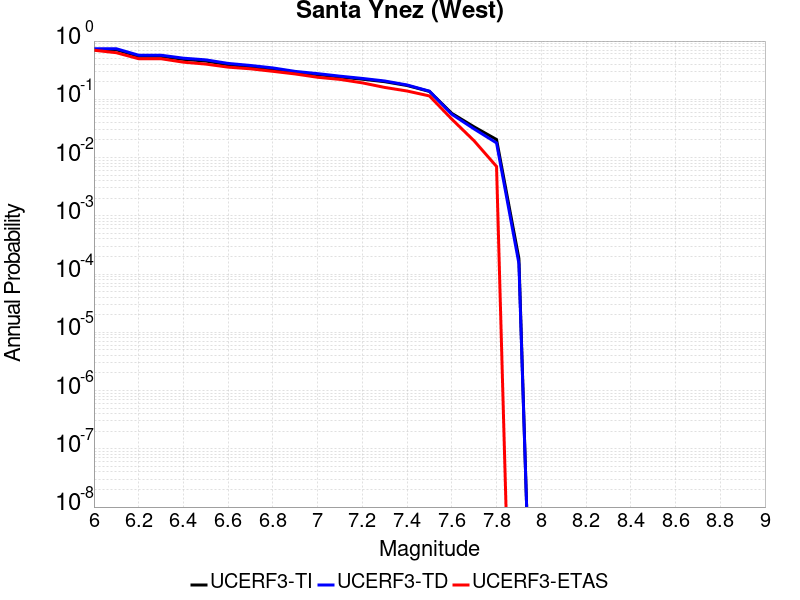 Santa Ynez (West)
10^0
10^-1
10^-2
10^-3
10^-4
10^-5
10^-6
10^-7
10^-8
Annual Probability
6 6.2 6.4 6.6 6.8 7 7.2 7.4 7.6 7.8 8 8.2 8.4 8.6 8.8 9
Magnitude
UCERF3-TI UCERF3-TD UCERF3-ETAS